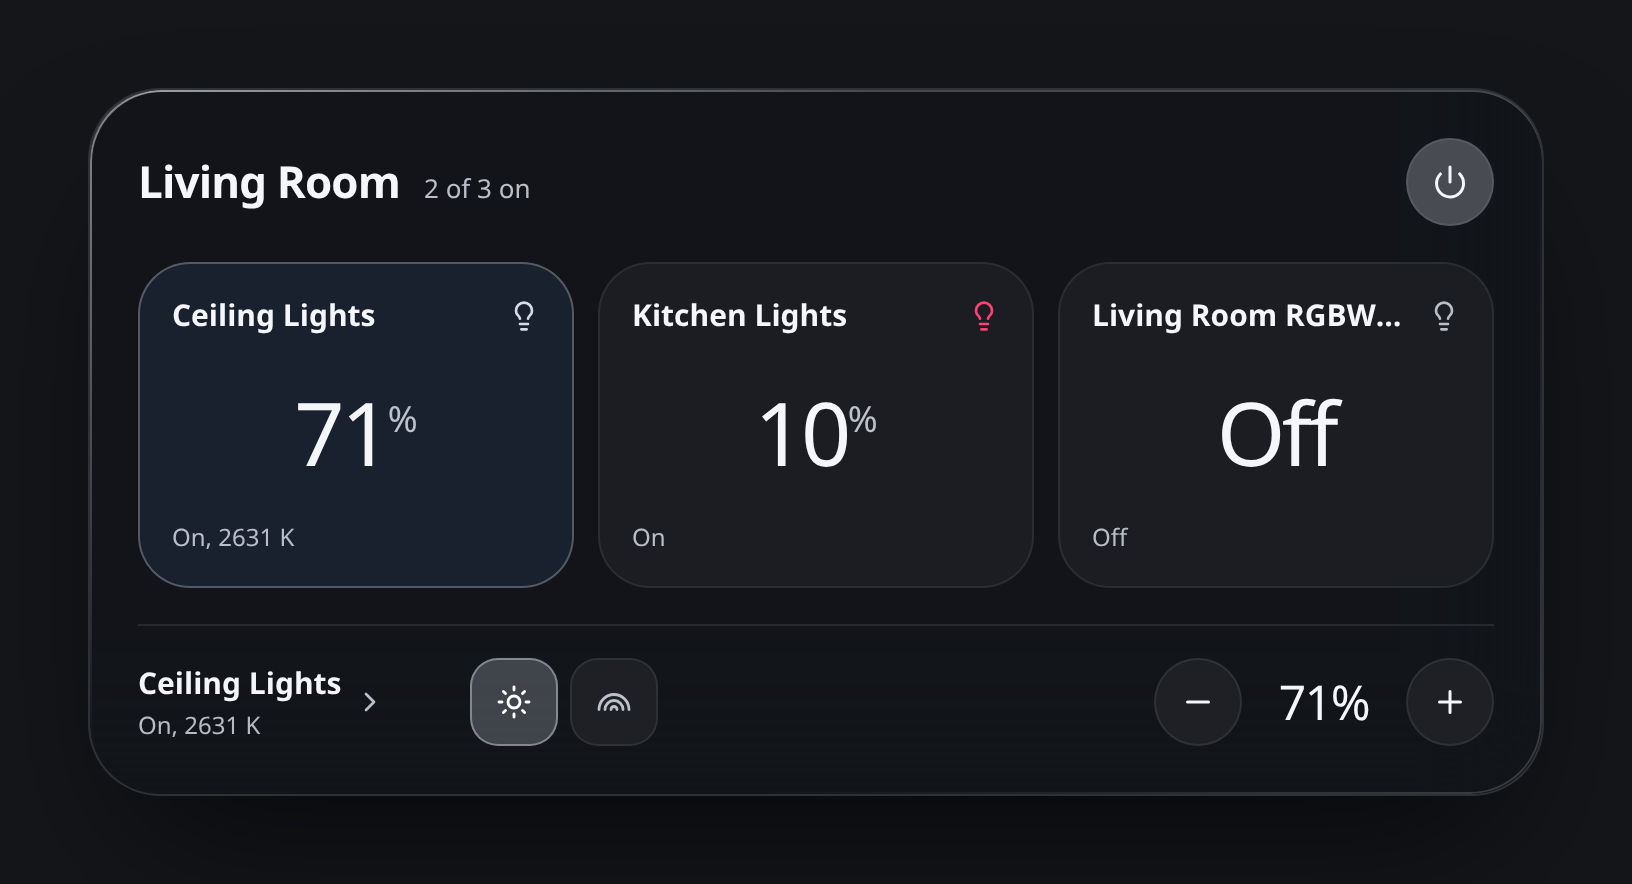 Living Room 2 of 3 on
Ceiling Lights
71%
On, 2631 K
Kitchen Lights
10%
On
Living Room RGBW...
Off
Off
Ceiling Lights
On, 2631 K
71%